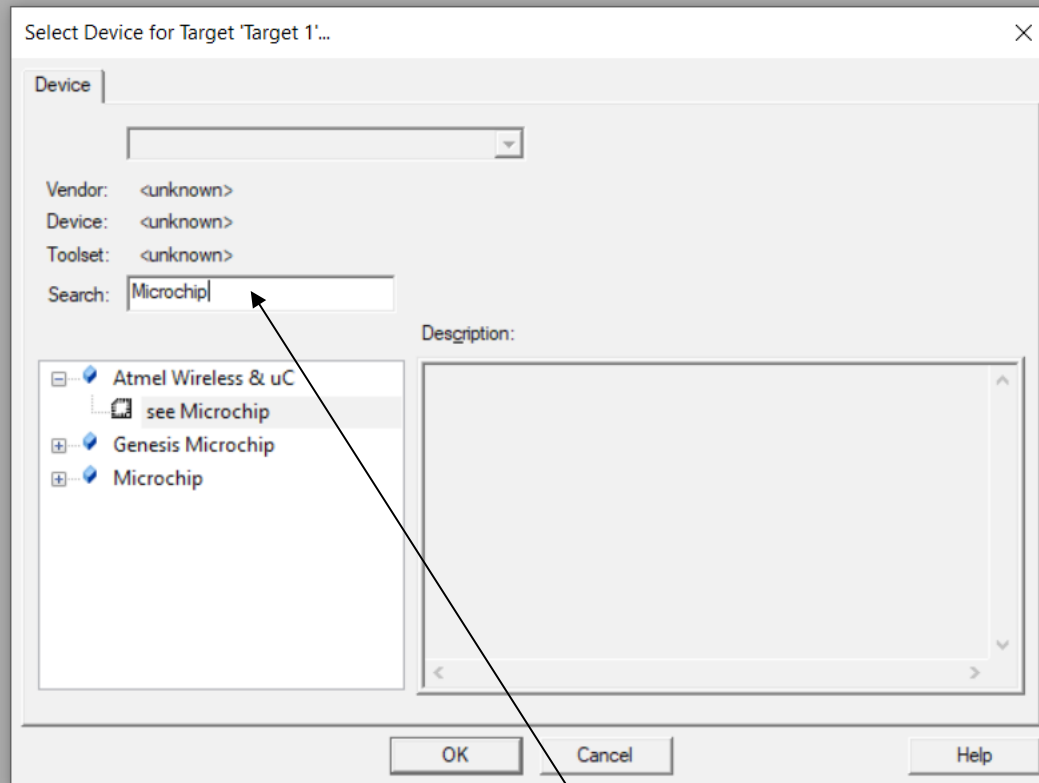 Select Device for Target 'Target 1'...
Device
Vendor: <unknown>
Device: <unknown>
Toolset: <unknown>
Search: Microchip
Description:
Atmel Wireless & uC
see Microchip
Genesis Microchip
Microchip
OK Cancel Help